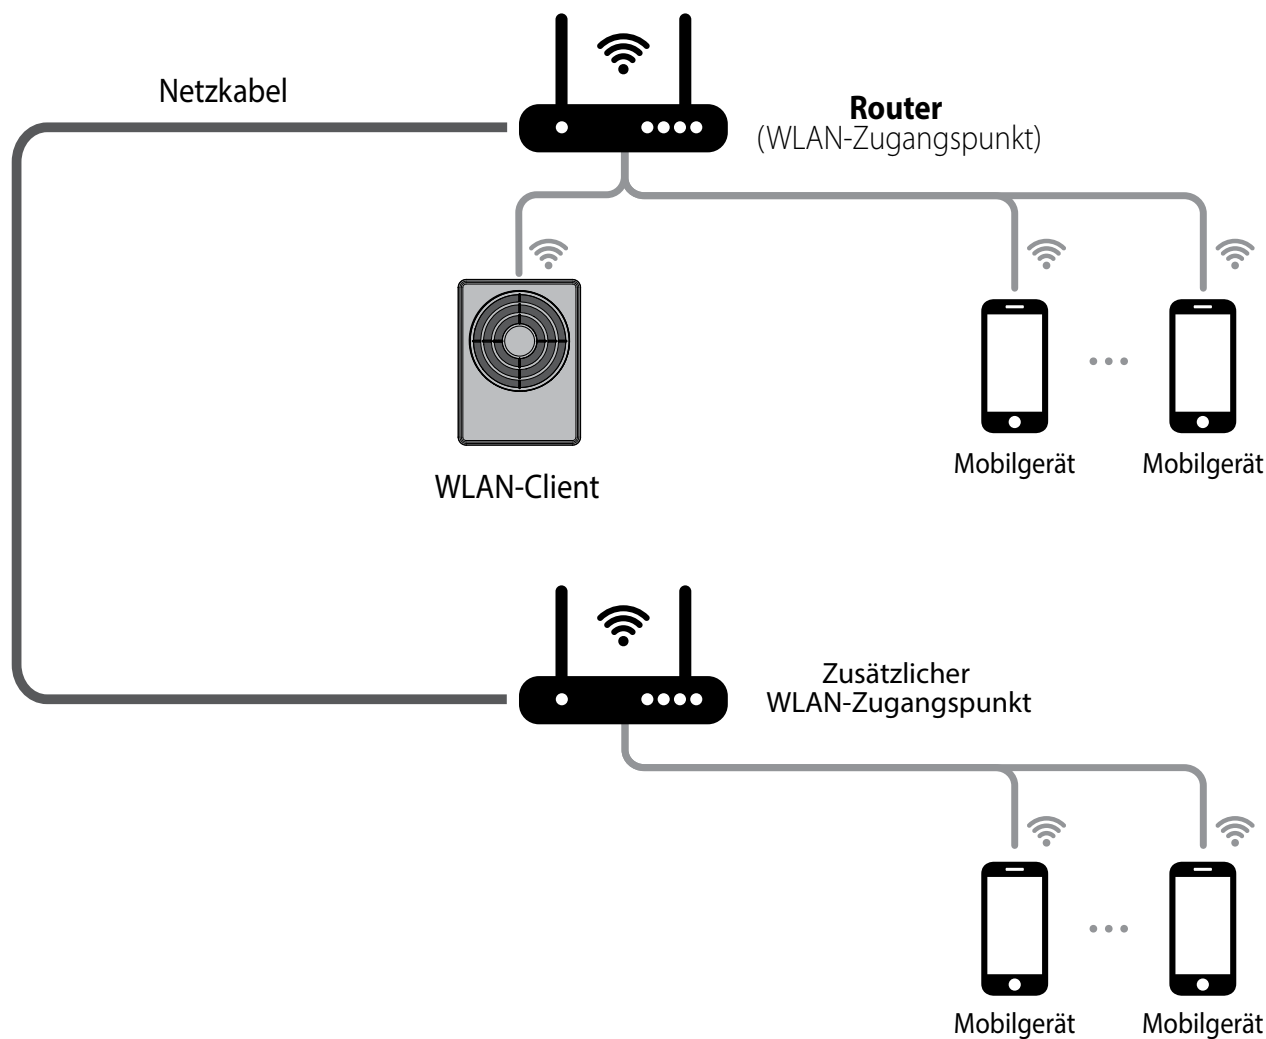 Netzkabel
Router
(WLAN-Zugangspunkt)
WLAN-Client
Mobilgerät
Mobilgerät
Zusätzlicher
WLAN-Zugangspunkt
Mobilgerät
Mobilgerät